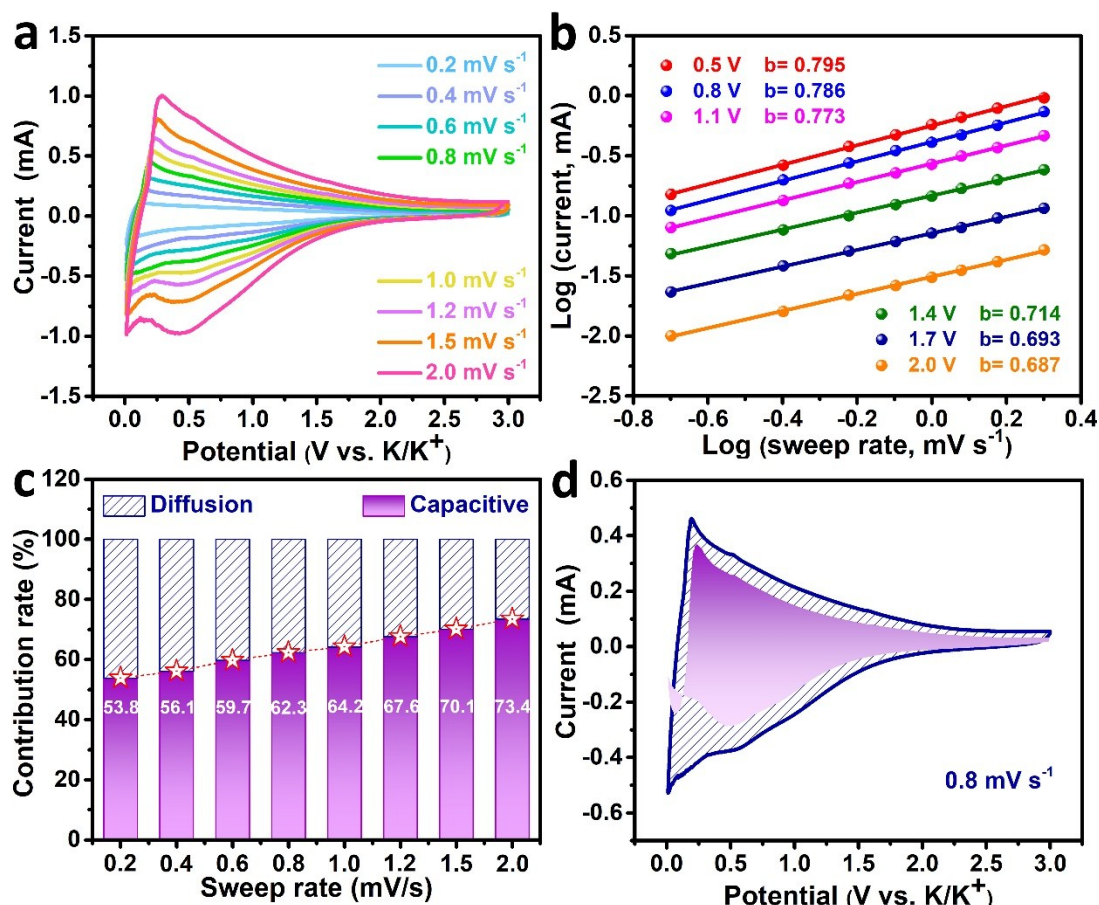 a
1.5
1.0
0.5
0.0
-0.5
-1.0
-1.5
Current (mA)
0.2 mV s⁻¹
0.4 mV s⁻¹
0.6 mV s⁻¹
0.8 mV s⁻¹
1.0 mV s⁻¹
1.2 mV s⁻¹
1.5 mV s⁻¹
2.0 mV s⁻¹
0.0 0.5 1.0 1.5 2.0 2.5 3.0
Potential (V vs. K/K⁺)
b
0.5
0.0
-0.5
-1.0
-1.5
-2.0
-2.5
Log (current, mA)
0.5 V b= 0.795
0.8 V b= 0.786
1.1 V b= 0.773
1.4 V b= 0.714
1.7 V b= 0.693
2.0 V b= 0.687
-0.8 -0.6 -0.4 -0.2 0.0 0.2 0.4
Log (sweep rate, mV s⁻¹)
c
120
100
80
60
40
20
0
Contribution rate (%)
Diffusion Capacitive
53.8 56.1 59.7 62.3 64.2 67.6 70.1 73.4
0.2 0.4 0.6 0.8 1.0 1.2 1.5 2.0
Sweep rate (mV/s)
d
0.6
0.4
0.2
0.0
-0.2
-0.4
-0.6
Current (mA)
0.8 mV s⁻¹
0.0 0.5 1.0 1.5 2.0 2.5 3.0
Potential (V vs. K/K⁺)